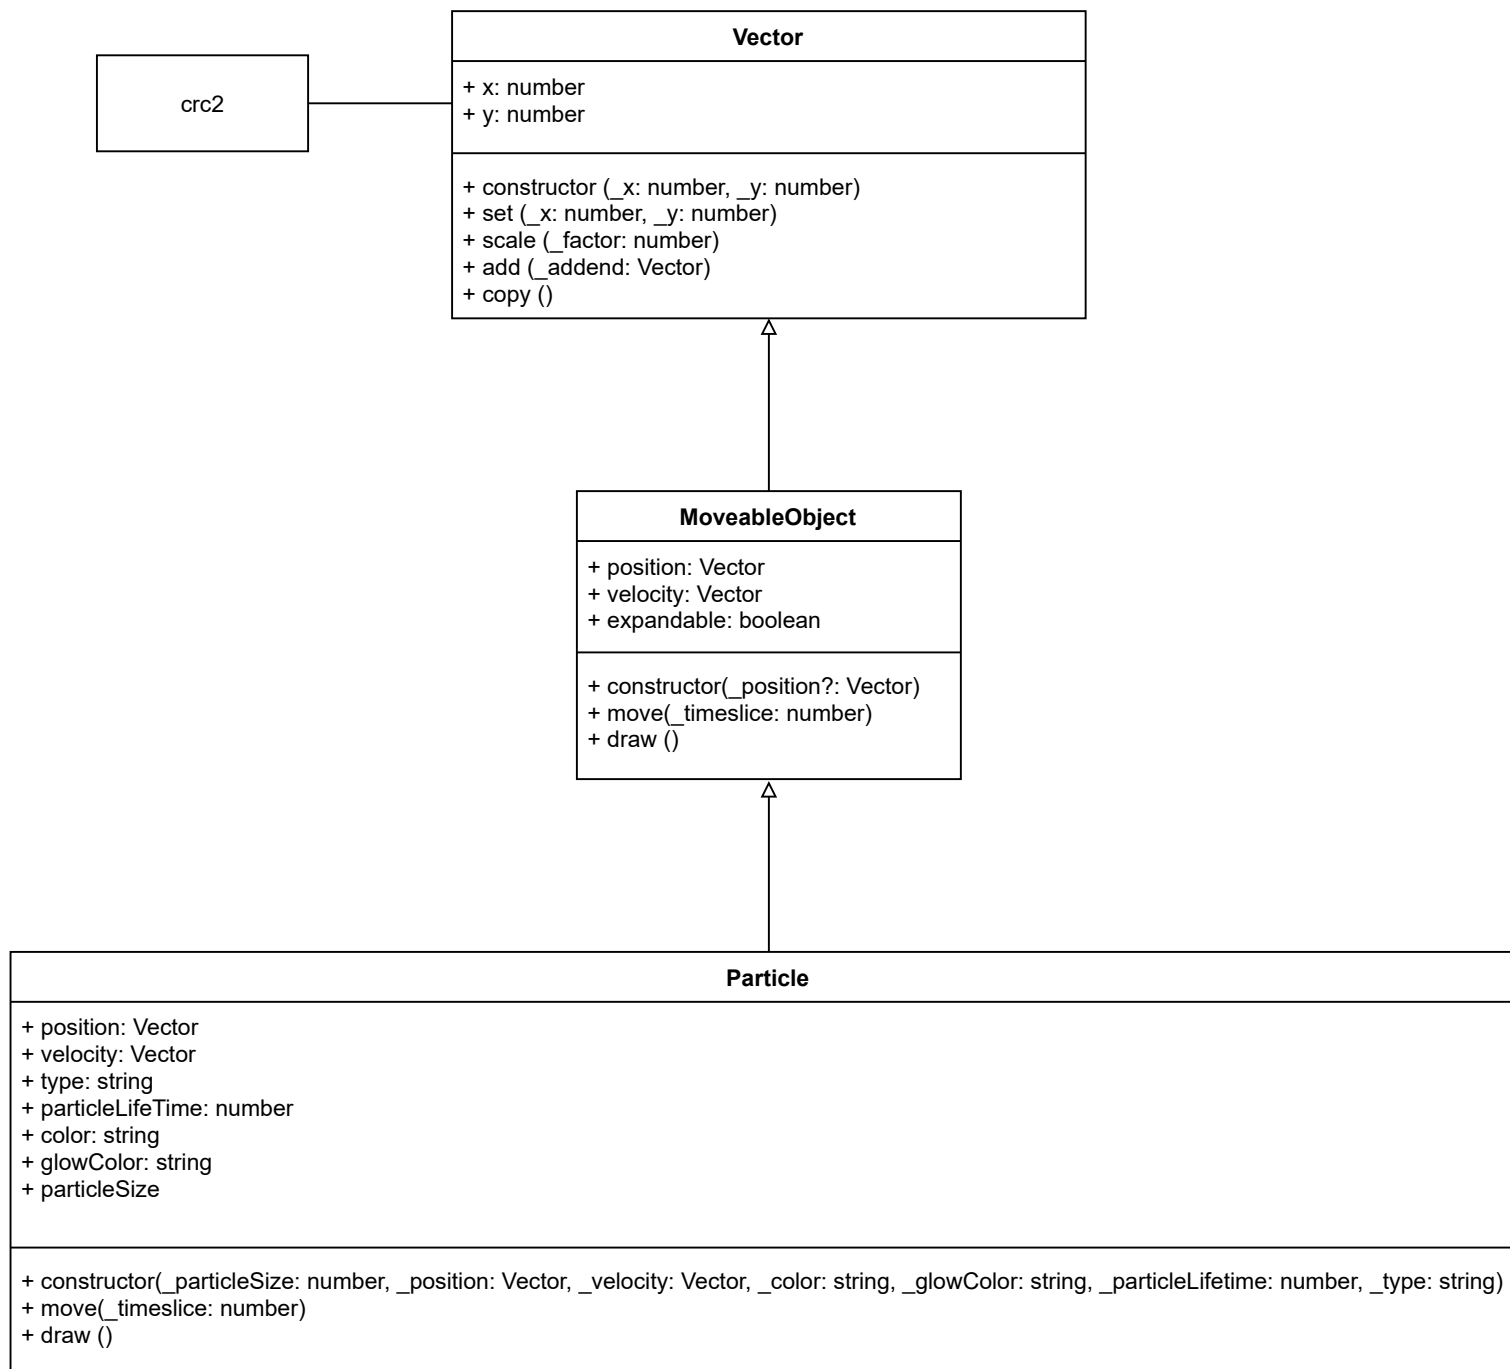 Vector
crc2
+ x: number
+ y: number
+ constructor (_x: number, _y: number)
+ set (_x: number, _y: number)
+ scale (_factor: number)
+ add (_addend: Vector)
+ copy ()
MoveableObject
+ position: Vector
+ velocity: Vector
+ expandable: boolean
+ constructor(_position?: Vector)
+ move(_timeslice: number)
+ draw ()
Particle
+ position: Vector
+ velocity: Vector
+ type: string
+ particleLifeTime: number
+ color: string
+ glowColor: string
+ particleSize
+ constructor(_particleSize: number, _position: Vector, _velocity: Vector, _color: string, _glowColor: string, _particleLifetime: number, _type: string)
+ move(_timeslice: number)
+ draw ()